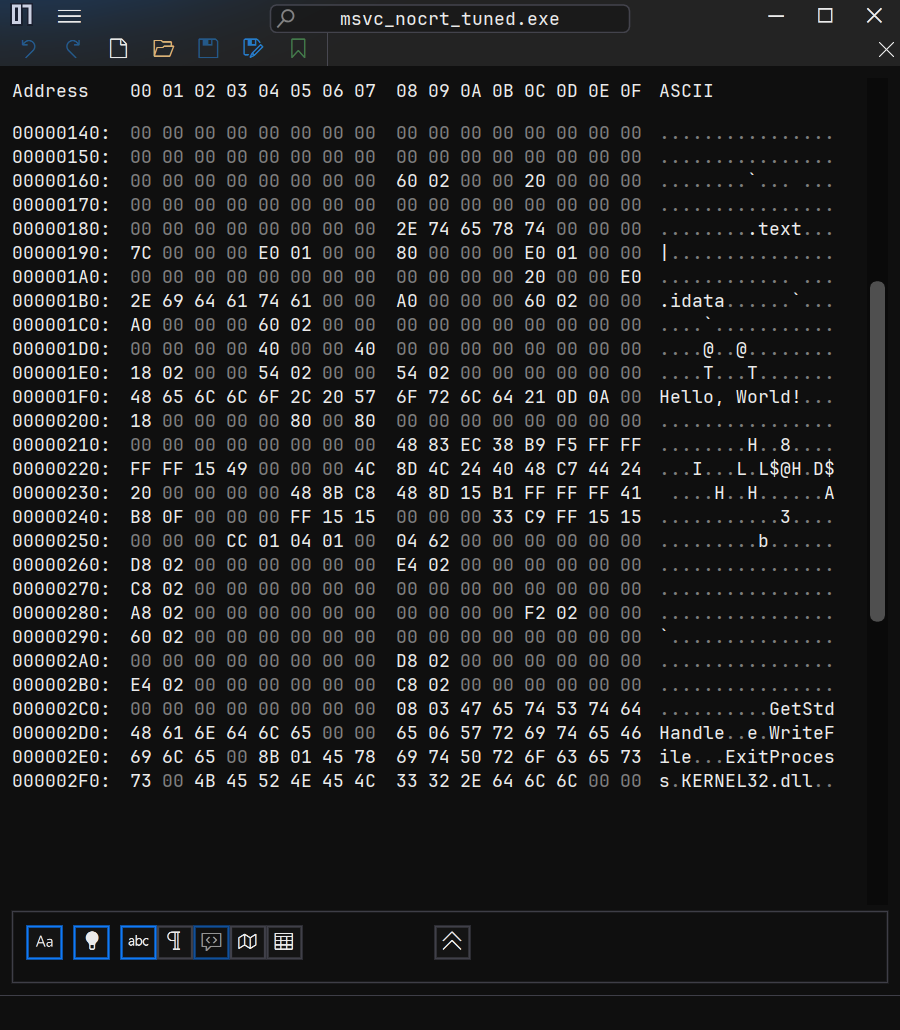 msvc_nocrt_tuned.exe
Address 00 01 02 03 04 05 06 07 08 09 0A 0B 0C 0D 0E 0F ASCII
00000140: 00 00 00 00 00 00 00 00 00 00 00 00 00 00 00 00 ................
00000150: 00 00 00 00 00 00 00 00 00 00 00 00 00 00 00 00 ................
00000160: 00 00 00 00 00 00 00 00 60 02 00 00 20 00 00 00 ........`... ...
00000170: 00 00 00 00 00 00 00 00 00 00 00 00 00 00 00 00 ................
00000180: 00 00 00 00 00 00 00 00 2E 74 65 78 74 00 00 00 .........text...
00000190: 7C 00 00 00 E0 01 00 00 80 00 00 00 E0 01 00 00 |...............
000001A0: 00 00 00 00 00 00 00 00 00 00 00 00 20 00 00 E0 ............ ...
000001B0: 2E 69 64 61 74 61 00 00 A0 00 00 00 60 02 00 00 .idata......`...
000001C0: A0 00 00 00 60 02 00 00 00 00 00 00 00 00 00 00 ....`...........
000001D0: 00 00 00 00 40 00 00 40 00 00 00 00 00 00 00 00 ....@..@........
000001E0: 18 02 00 00 54 02 00 00 54 02 00 00 00 00 00 00 ....T...T.......
000001F0: 48 65 6C 6C 6F 2C 20 57 6F 72 6C 64 21 0D 0A 00 Hello, World!...
00000200: 18 00 00 00 00 80 00 80 00 00 00 00 00 00 00 00 ................
00000210: 00 00 00 00 00 00 00 00 48 83 EC 38 B9 F5 FF FF ........H..8....
00000220: FF FF 15 49 00 00 00 4C 8D 4C 24 40 48 C7 44 24 ...I...L.L$@H.D$
00000230: 20 00 00 00 00 48 8B C8 48 8D 15 B1 FF FF FF 41  ....H..H......A
00000240: B8 0F 00 00 00 FF 15 15 00 00 00 33 C9 FF 15 15 ...........3....
00000250: 00 00 00 CC 01 04 01 00 04 62 00 00 00 00 00 00 .........b......
00000260: D8 02 00 00 00 00 00 00 E4 02 00 00 00 00 00 00 ................
00000270: C8 02 00 00 00 00 00 00 00 00 00 00 00 00 00 00 ................
00000280: A8 02 00 00 00 00 00 00 00 00 00 00 F2 02 00 00 ................
00000290: 60 02 00 00 00 00 00 00 00 00 00 00 00 00 00 00 `...............
000002A0: 00 00 00 00 00 00 00 00 D8 02 00 00 00 00 00 00 ................
000002B0: E4 02 00 00 00 00 00 00 C8 02 00 00 00 00 00 00 ................
000002C0: 00 00 00 00 00 00 00 00 08 03 47 65 74 53 74 64 ..........GetStd
000002D0: 48 61 6E 64 6C 65 00 00 65 06 57 72 69 74 65 46 Handle..e.WriteF
000002E0: 69 6C 65 00 8B 01 45 78 69 74 50 72 6F 63 65 73 ile...ExitProces
000002F0: 73 00 4B 45 52 4E 45 4C 33 32 2E 64 6C 6C 00 00 s.KERNEL32.dll..
Aa abc ¶